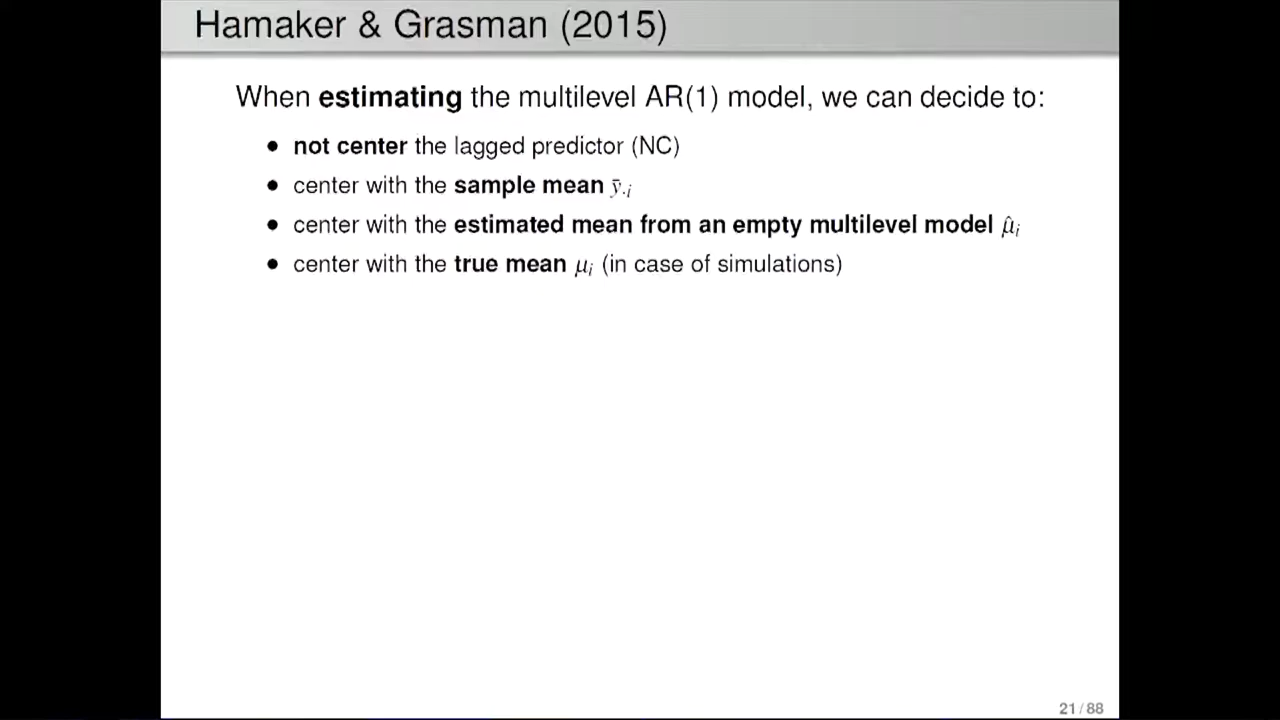 Hamaker & Grasman (2015)
When estimating the multilevel AR(1) model, we can decide to:
• not center the lagged predictor (NC)
• center with the sample mean ȳ.ᵢ
• center with the estimated mean from an empty multilevel model μ̂ᵢ
• center with the true mean μᵢ (in case of simulations)
21 / 88